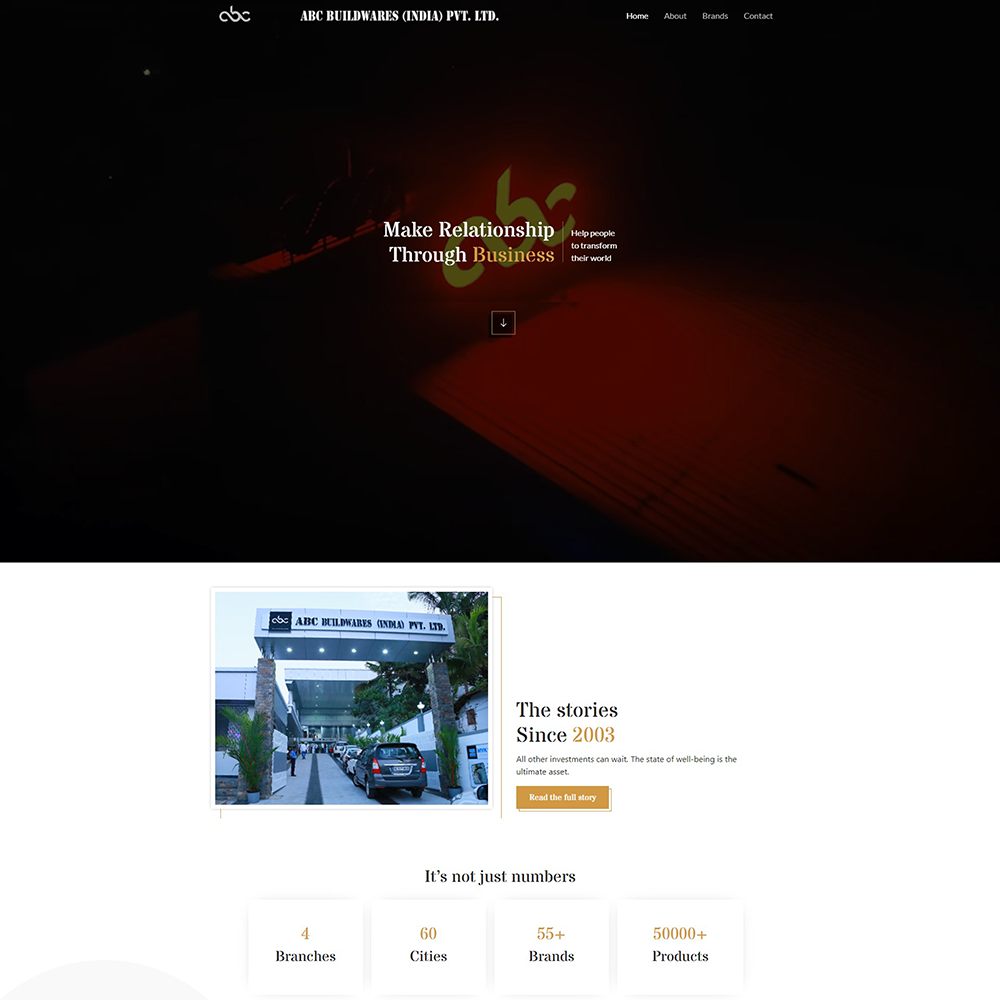 abc
ABC BUILDWARES (INDIA) PVT. LTD.
Home About Brands Contact
abc
Make Relationship
Through Business
Help people
to transform
their world
abc ABC BUILDWARES (INDIA) PVT. LTD.
The stories
Since 2003
All other investments can wait. The state of well-being is the
ultimate asset.
Read the full story
It's not just numbers
4
Branches
60
Cities
55+
Brands
50000+
Products